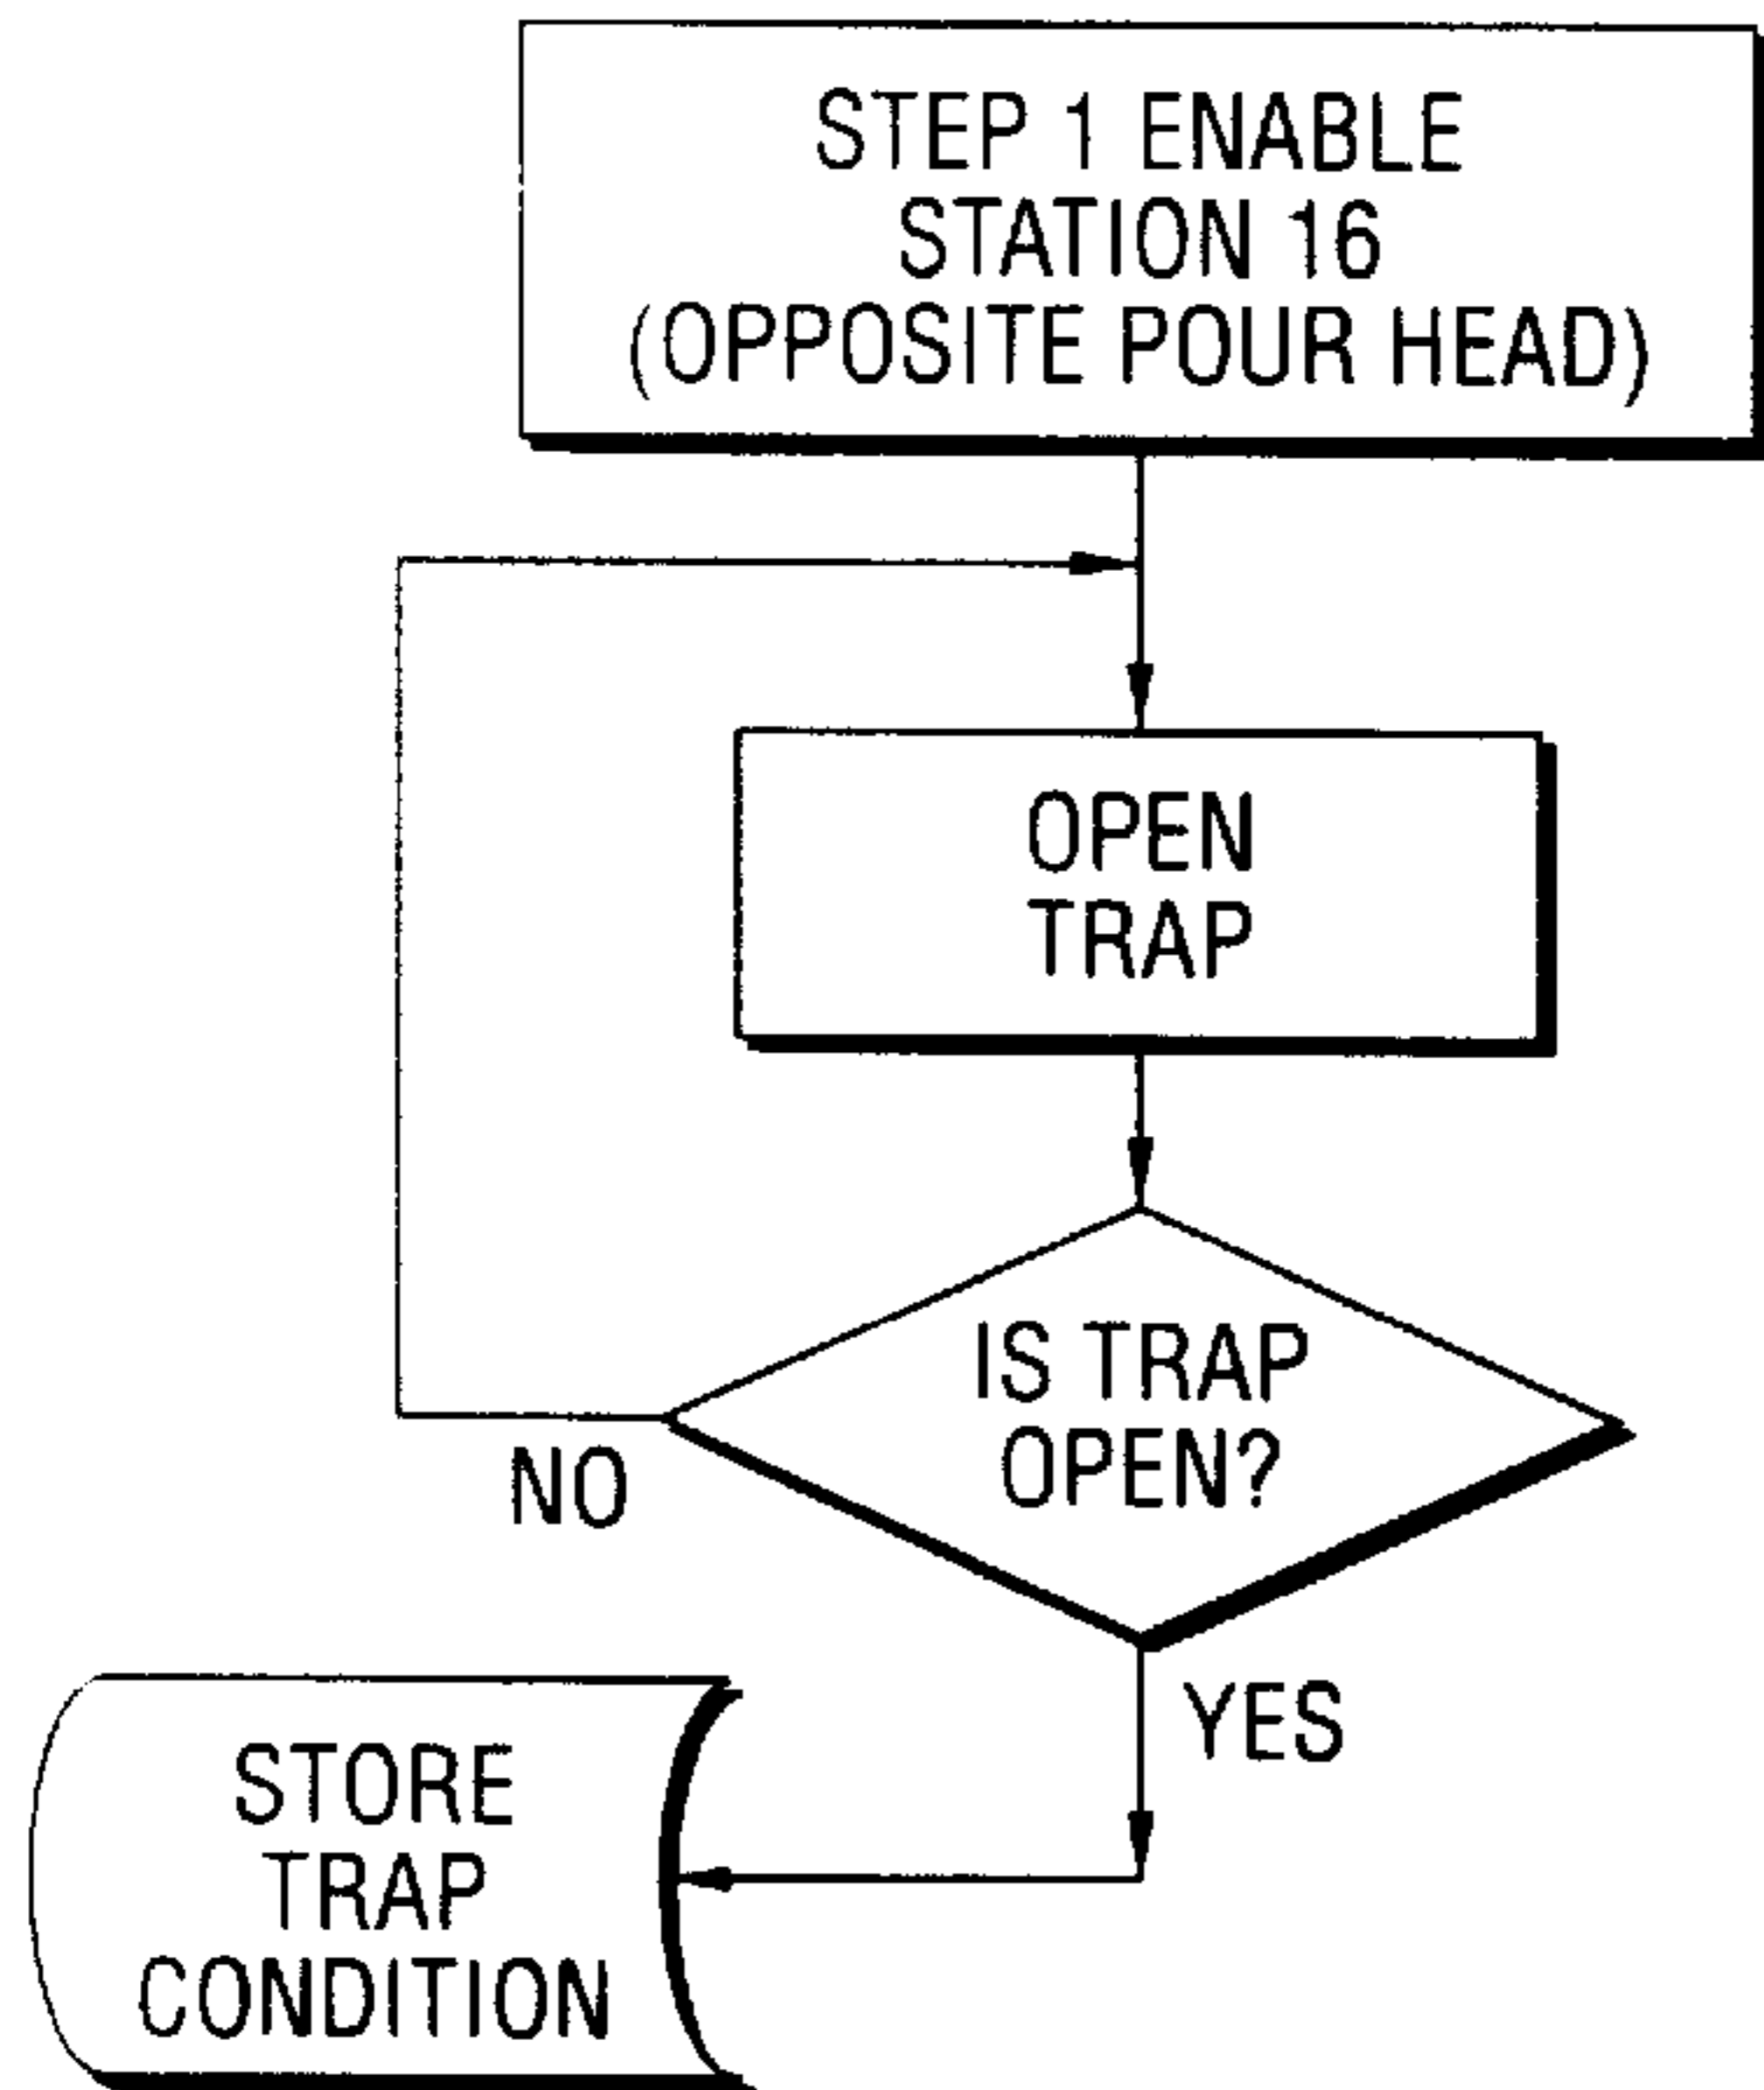 STEP 1 ENABLE
STATION 16
(OPPOSITE POUR HEAD)
OPEN
TRAP
IS TRAP
OPEN?
NO
YES
STORE
TRAP
CONDITION